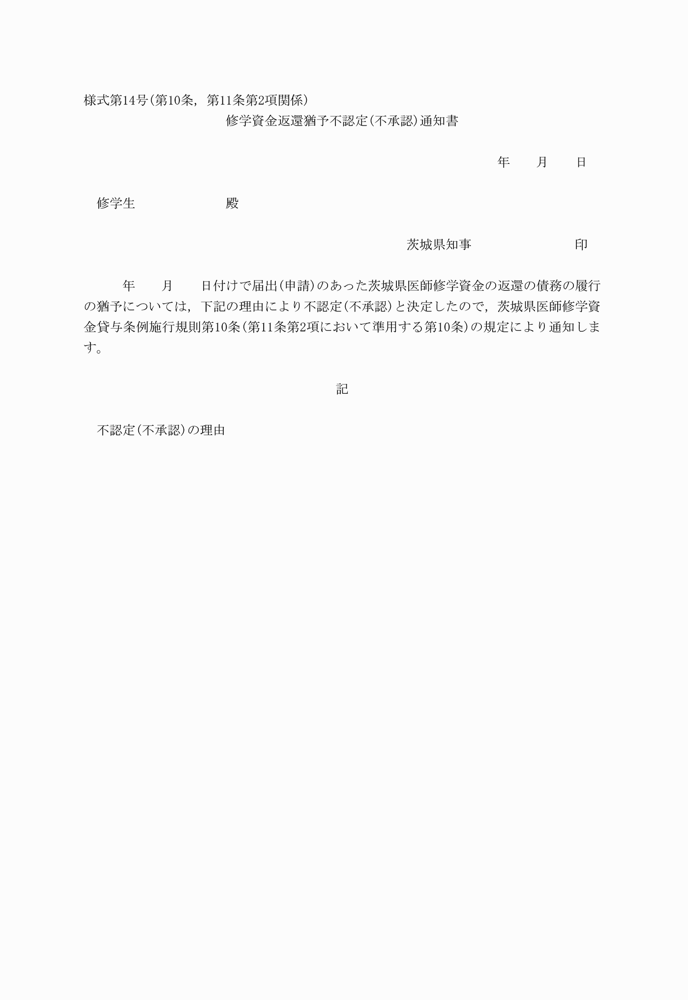 様式第14号(第10条，第11条第2項関係)
修学資金返還猶予不認定(不承認)通知書
年　　月　　日
修学生　　　　　　　殿
茨城県知事　　　　　　　　印
年　　月　　日付けで届出(申請)のあった茨城県医師修学資金の返還の債務の履行
の猶予については，下記の理由により不認定(不承認)と決定したので，茨城県医師修学資
金貸与条例施行規則第10条(第11条第2項において準用する第10条)の規定により通知しま
す。
記
不認定(不承認)の理由